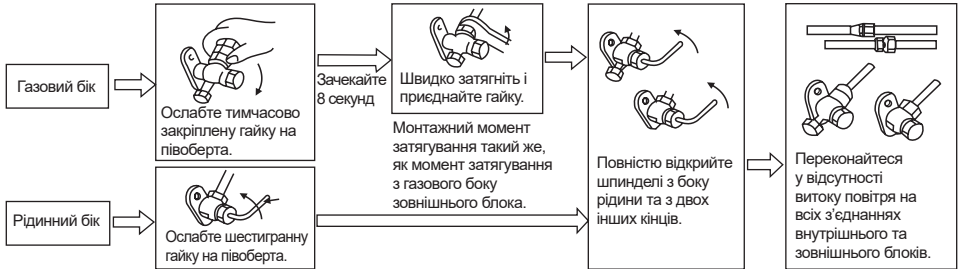 Газовий бік
Ослабте тимчасово
закріплену гайку на
півоберта.
Зачекайте
8 секунд
Швидко затягніть і
приєднайте гайку.
Монтажний момент
затягування такий же,
як момент затягування
з газового боку
зовнішнього блока.
Рідинний бік
Ослабте шестигранну
гайку на півоберта.
Повністю відкрийте
шпинделі з боку
рідини та з двох
інших кінців.
Переконайтеся
у відсутності
витоку повітря на
всіх з’єднаннях
внутрішнього та
зовнішнього блоків.